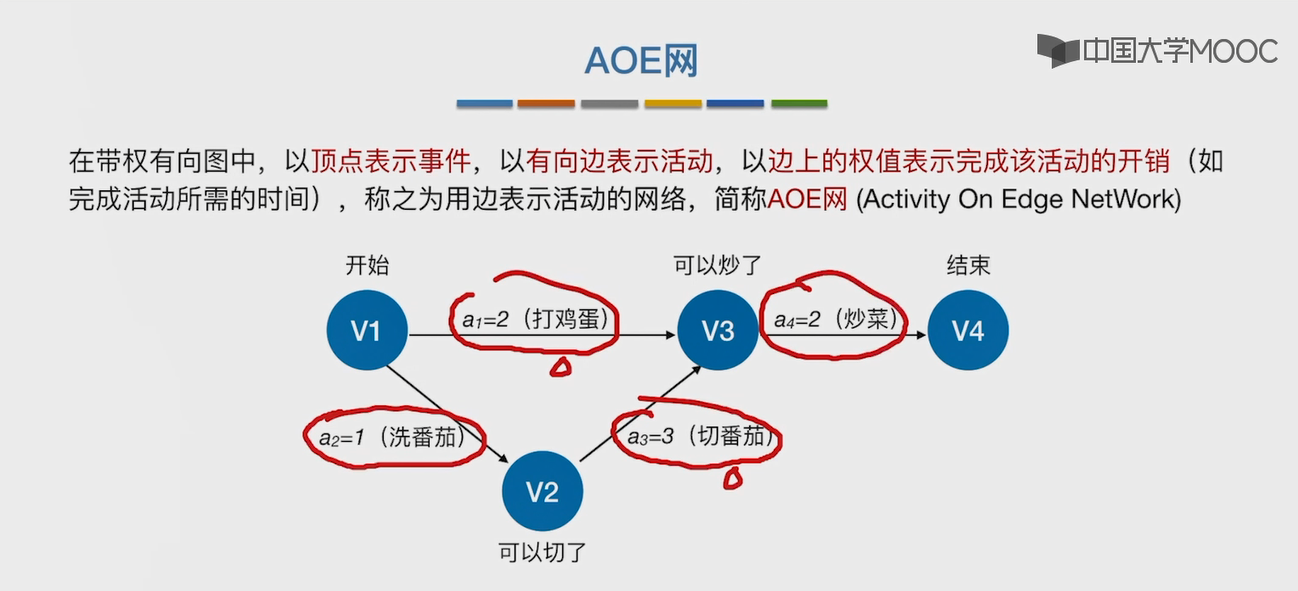 中国大学MOOC
AOE网
在带权有向图中，以顶点表示事件，以有向边表示活动，以边上的权值表示完成该活动的开销（如
完成活动所需的时间），称之为用边表示活动的网络，简称AOE网 (Activity On Edge NetWork)
开始
可以炒了
结束
V1
a1=2（打鸡蛋）
V3
a4=2（炒菜）
V4
a2=1（洗番茄）
a3=3（切番茄）
V2
可以切了